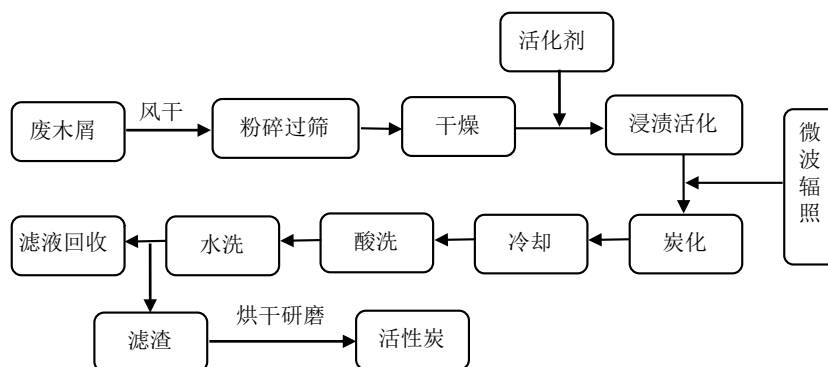 活化剂
废木屑
风干
粉碎过筛
干燥
浸渍活化
微波辐照
滤液回收
水洗
酸洗
冷却
炭化
滤渣
烘干研磨
活性炭